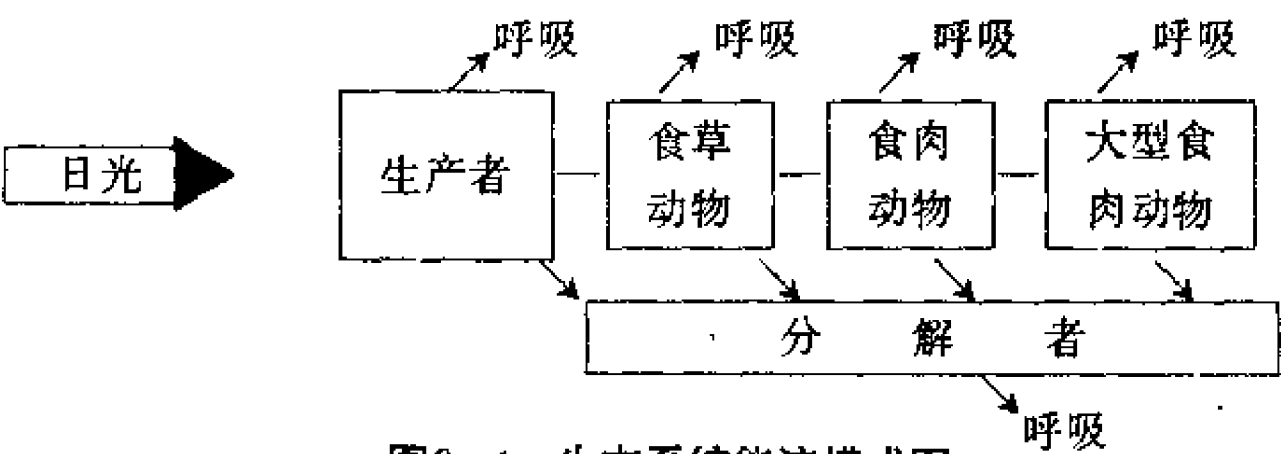 呼吸 呼吸 呼吸 呼吸
日光 生产者 食草动物 食肉动物 大型食肉动物
分解者
呼吸